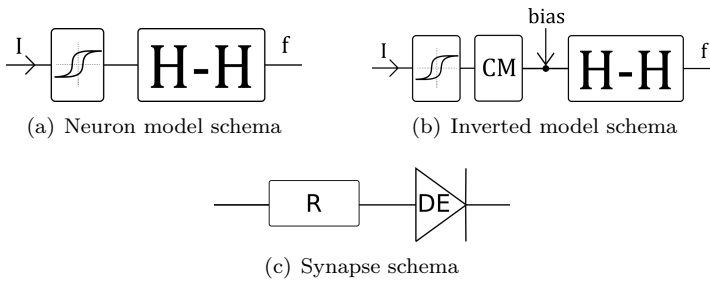 bias
I
H-H
f
I
CM
H-H
f
(a) Neuron model schema
(b) Inverted model schema
R
DE
(c) Synapse schema